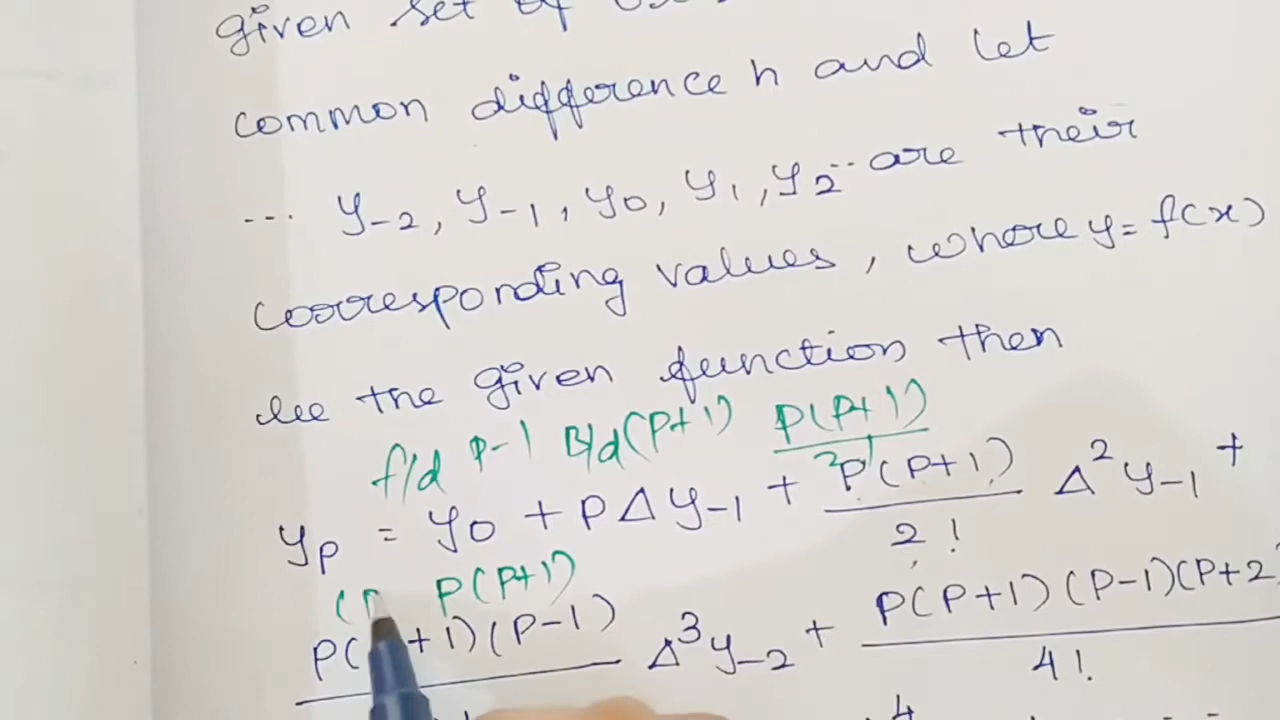 given set of
common difference h and let
... y₋₂, y₋₁, y₀, y₁, y₂ .. are their
corresponding values, where y = f(x)
be the given function then
f/d P-1 B/d (P+1) P(P+1)/2!
yₚ = y₀ + PΔy₋₁ + P(P+1)/2! Δ²y₋₁ +
(P P(P+1)
P(P+1)(P-1) Δ³y₋₂ + P(P+1)(P-1)(P+2 / 4!
4